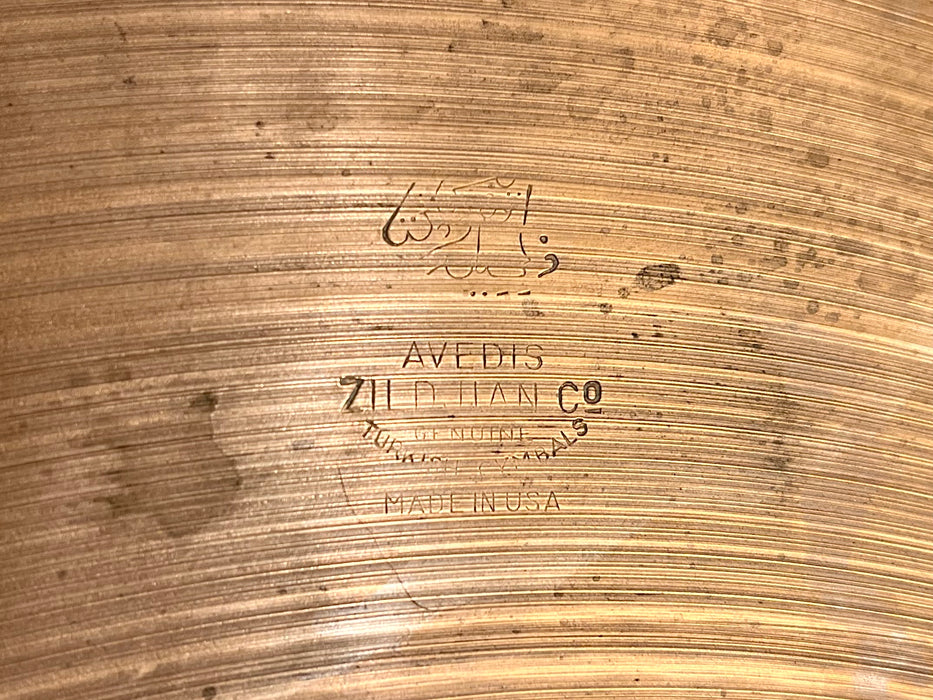 AVEDIS
ZILDJIAN Co
GENUINE
TURKISH CYMBALS
MADE IN USA